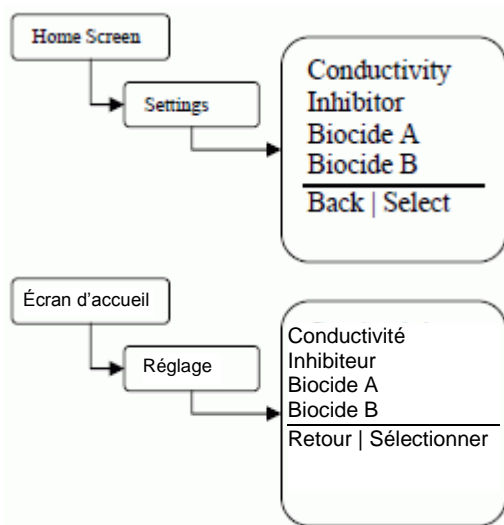 Home Screen
Settings
Conductivity
Inhibitor
Biocide A
Biocide B
Back | Select
Écran d'accueil
Réglage
Conductivité
Inhibiteur
Biocide A
Biocide B
Retour | Sélectionner